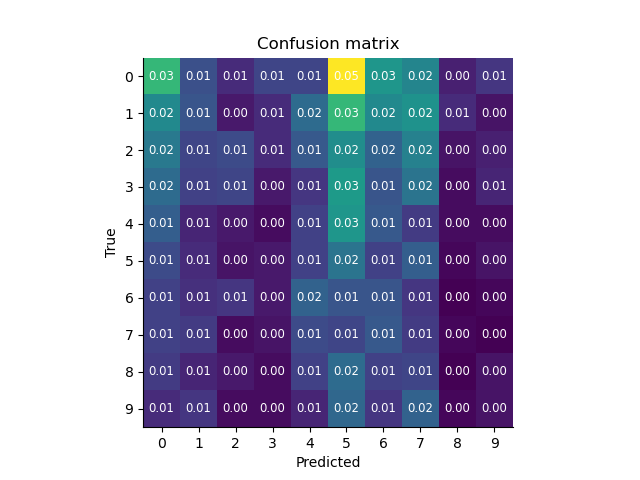 Confusion matrix
0 0.03 0.01 0.01 0.01 0.01 0.05 0.03 0.02 0.00 0.01
1 0.02 0.01 0.00 0.01 0.02 0.03 0.02 0.02 0.01 0.00
2 0.02 0.01 0.01 0.01 0.01 0.02 0.02 0.02 0.00 0.00
3 0.02 0.01 0.01 0.00 0.01 0.03 0.01 0.02 0.00 0.01
4 0.01 0.01 0.00 0.00 0.01 0.03 0.01 0.01 0.00 0.00
True
5 0.01 0.01 0.00 0.00 0.01 0.02 0.01 0.01 0.00 0.00
6 0.01 0.01 0.01 0.00 0.02 0.01 0.01 0.01 0.00 0.00
7 0.01 0.01 0.00 0.00 0.01 0.01 0.01 0.01 0.00 0.00
8 0.01 0.01 0.00 0.00 0.01 0.02 0.01 0.01 0.00 0.00
9 0.01 0.01 0.00 0.00 0.01 0.02 0.01 0.02 0.00 0.00
0 1 2 3 4 5 6 7 8 9
Predicted